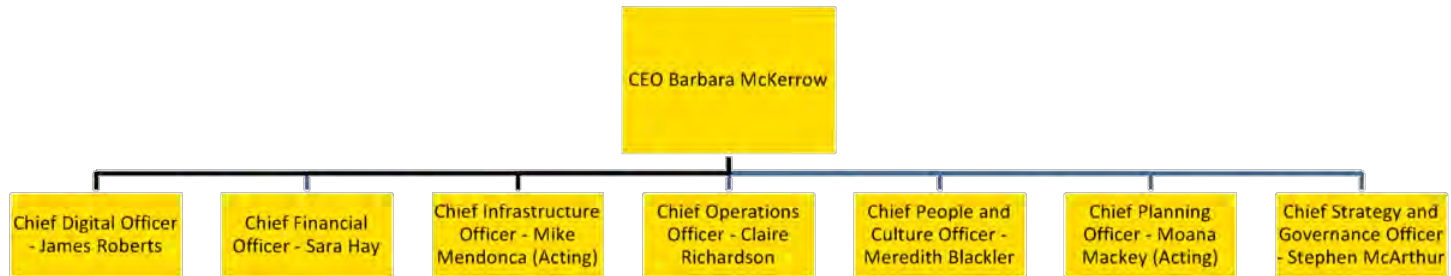 CEO Barbara McKerrow
Chief Digital Officer
- James Roberts
Chief Financial
Officer - Sara Hay
Chief Infrastructure
Officer - Mike
Mendonca (Acting)
Chief Operations
Officer - Claire
Richardson
Chief People and
Culture Officer -
Meredith Blackler
Chief Planning
Officer - Moana
Mackey (Acting)
Chief Strategy and
Governance Officer
- Stephen McArthur